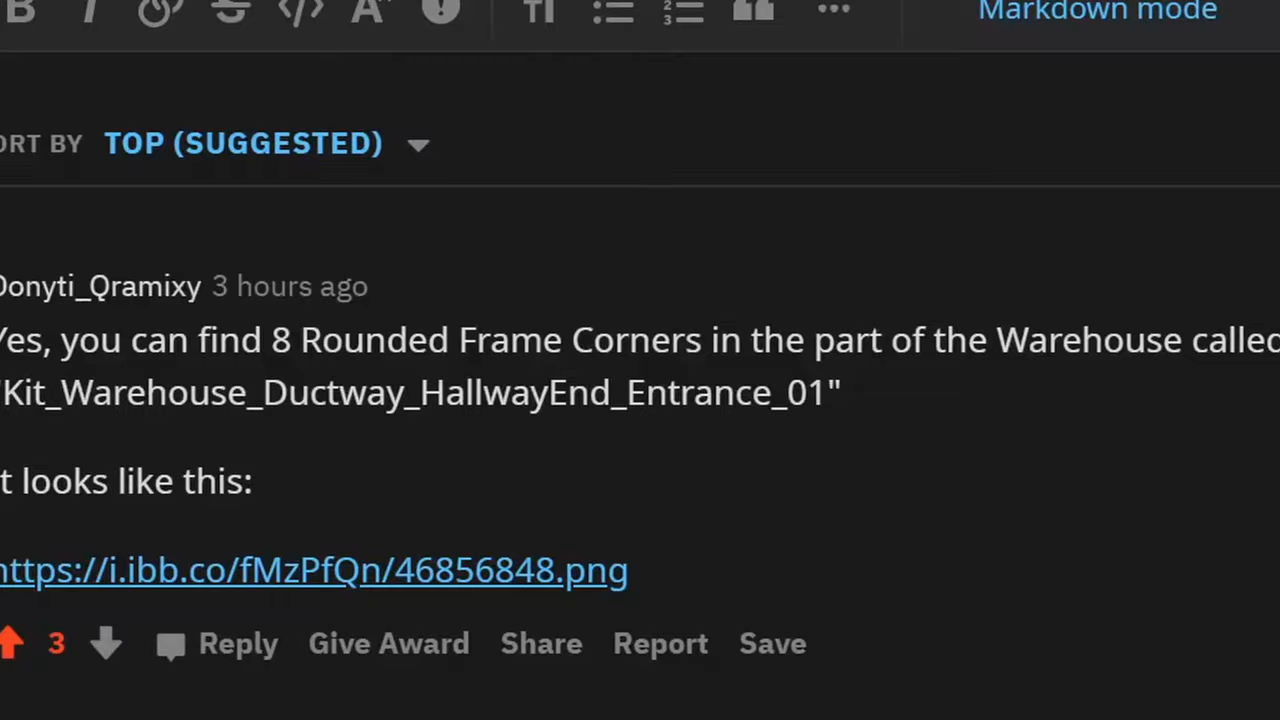 Markdown mode
ORT BY TOP (SUGGESTED)
Donyti_Qramixy 3 hours ago
Yes, you can find 8 Rounded Frame Corners in the part of the Warehouse called
"Kit_Warehouse_Ductway_HallwayEnd_Entrance_01"
t looks like this:
https://i.ibb.co/fMzPfQn/46856848.png
3 Reply Give Award Share Report Save